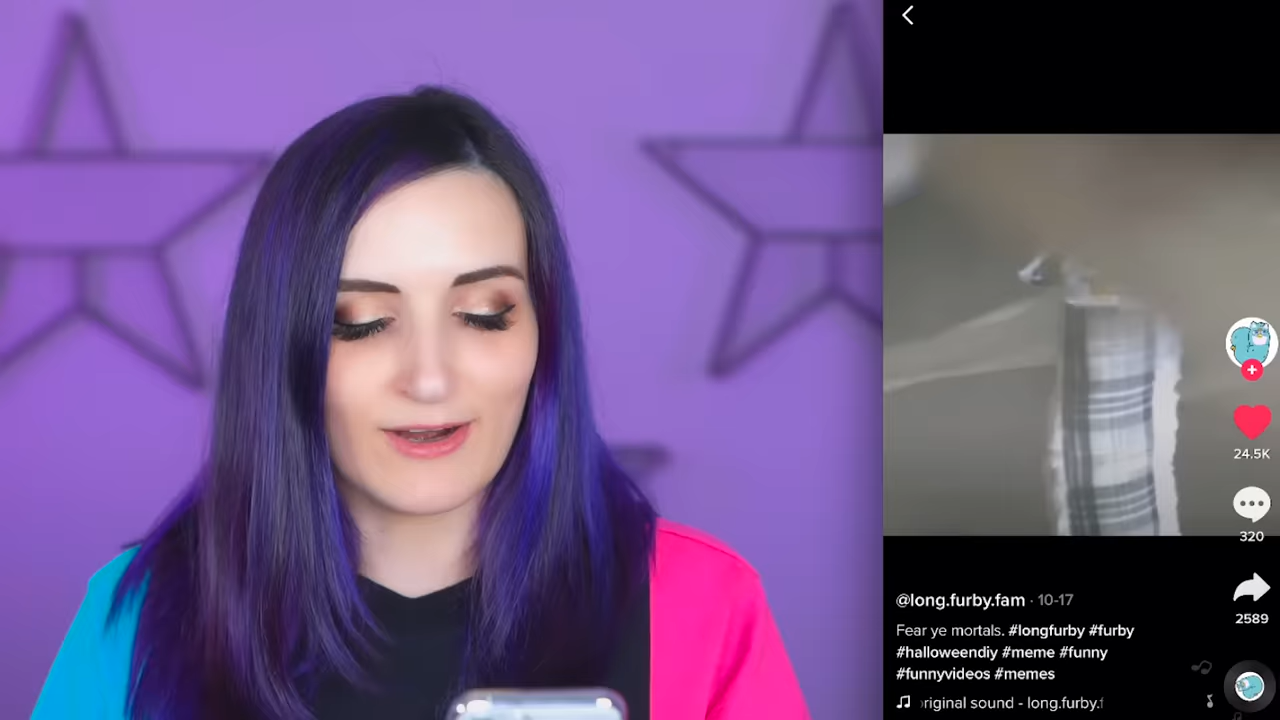 24.5K
320
2589
@long.furby.fam · 10-17
Fear ye mortals. #longfurby #furby
#halloweendiy #meme #funny
#funnyvideos #memes
original sound - long.furby.f